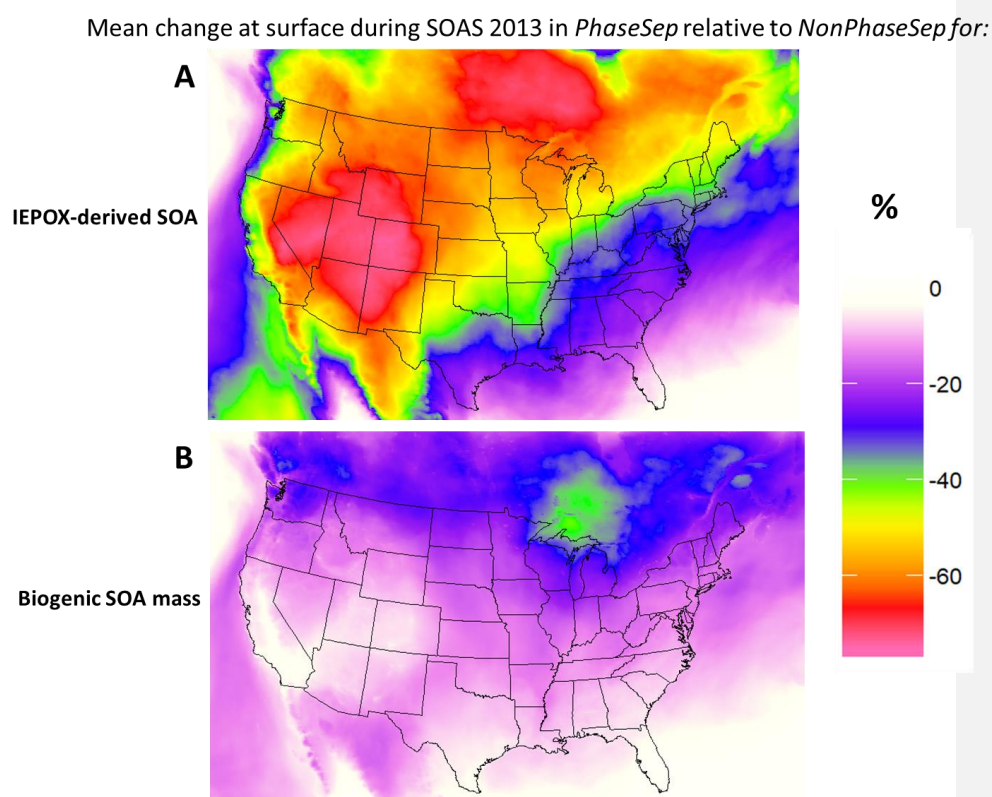 Mean change at surface during SOAS 2013 in PhaseSep relative to NonPhaseSep for:
A
IEPOX-derived SOA
%
0
-20
-40
-60
B
Biogenic SOA mass